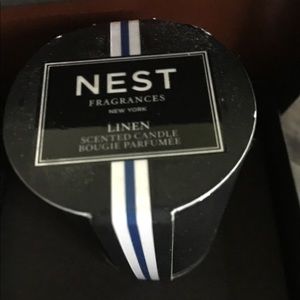 NEST
FRAGRANCES
NEW YORK
LINEN
SCENTED CANDLE
BOUGIE PARFUMÉE